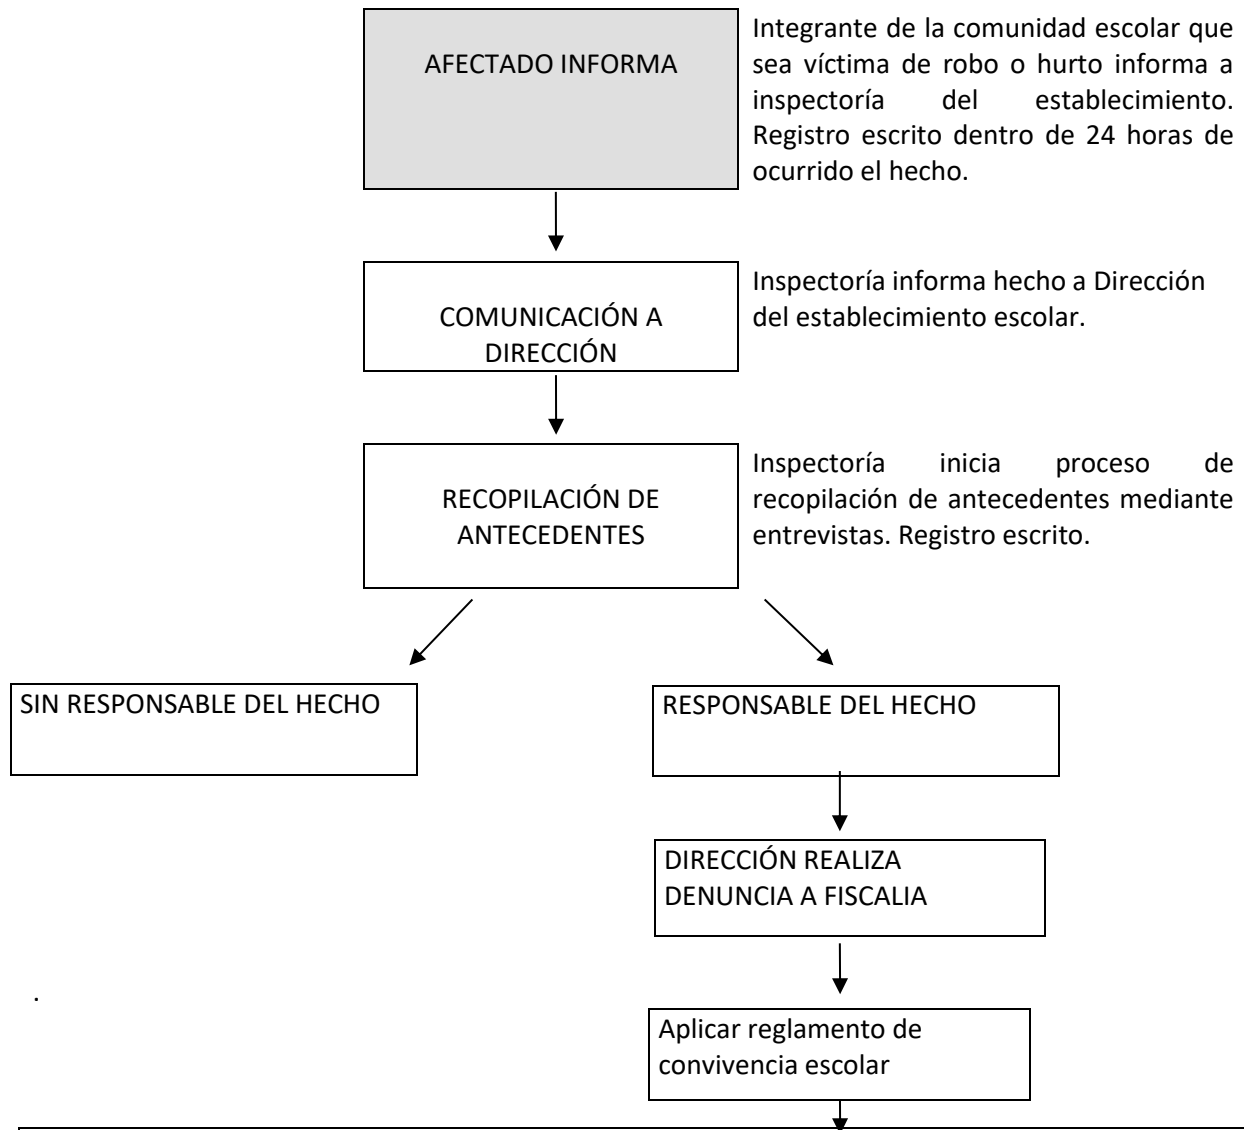 AFECTADO INFORMA
Integrante de la comunidad escolar que
sea víctima de robo o hurto informa a
inspectoría del establecimiento.
Registro escrito dentro de 24 horas de
ocurrido el hecho.
COMUNICACIÓN A
DIRECCIÓN
Inspectoría informa hecho a Dirección
del establecimiento escolar.
RECOPILACIÓN DE
ANTECEDENTES
Inspectoría inicia proceso de
recopilación de antecedentes mediante
entrevistas. Registro escrito.
SIN RESPONSABLE DEL HECHO
RESPONSABLE DEL HECHO
DIRECCIÓN REALIZA
DENUNCIA A FISCALIA
.
Aplicar reglamento de
convivencia escolar